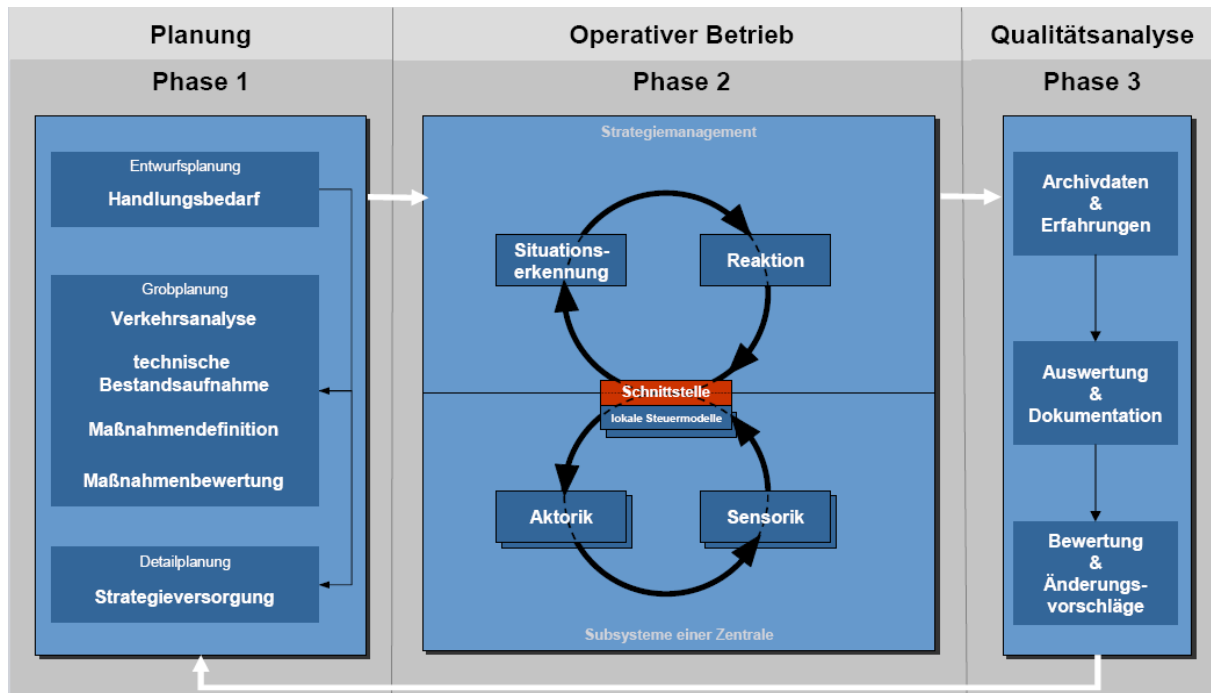 Planung
Operativer Betrieb
Qualitätsanalyse
Phase 1
Phase 2
Phase 3
Entwurfsplanung
Handlungsbedarf
Grobplanung
Verkehrsanalyse
technische
Bestandsaufnahme
Maßnahmendefinition
Maßnahmenbewertung
Detailplanung
Strategieversorgung
Strategiemanagement
Situations-
erkennung
Reaktion
Schnittstelle
lokale Steuermodelle
Aktorik
Sensorik
Subsysteme einer Zentrale
Archivdaten
&
Erfahrungen
Auswertung
&
Dokumentation
Bewertung
&
Änderungs-
vorschläge